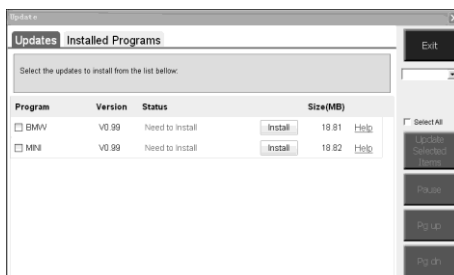 Update
Updates Installed Programs
Exit
Select the updates to install from the list bellow:
Program Version Status Size(MB)
Select All
BMW V0.99 Need to Install Install 18.81 Help
MINI V0.99 Need to Install Install 18.82 Help
Update
Selected
Items
Pause
Pg up
Pg dn